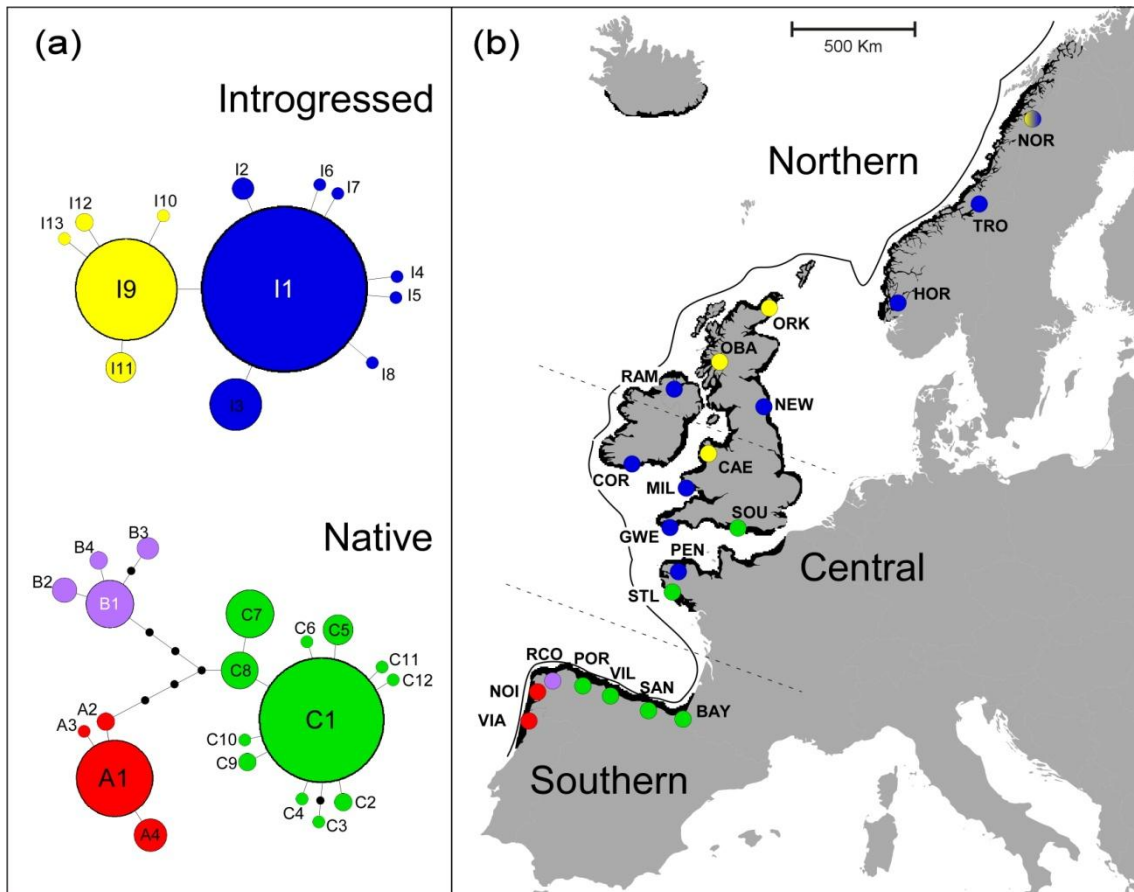 (a)
Introgressed
I2
I6
I7
I12
I10
I13
I9
I1
I4
I5
I11
I8
I3
Native
B3
B4
B2
B1
C7
C6
C5
C8
C11
C12
A2
A3
C1
C10
C9
A1
C4
C2
C3
A4
(b)
500 Km
Northern
NOR
TRO
HOR
ORK
OBA
RAM
NEW
CAE
COR
MIL
SOU
GWE
PEN
Central
STL
RCO
POR
VIL
NOI
SAN
VIA
BAY
Southern